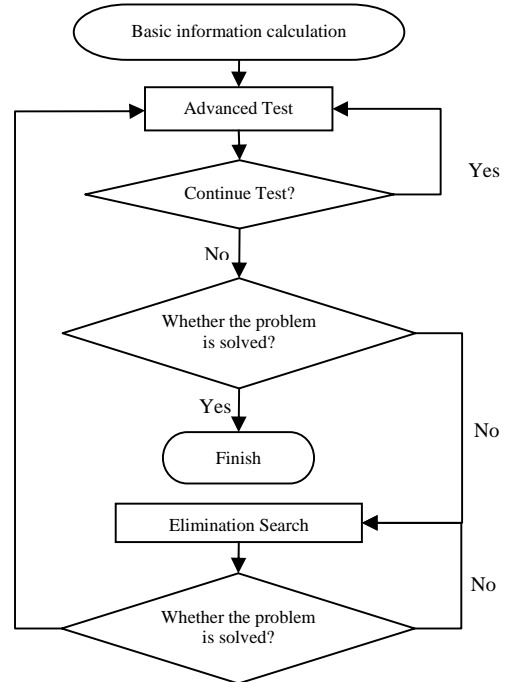 Basic information calculation
Advanced Test
Yes
Continue Test?
No
Whether the problem
is solved?
Yes
No
Finish
Elimination Search
No
Whether the problem
is solved?